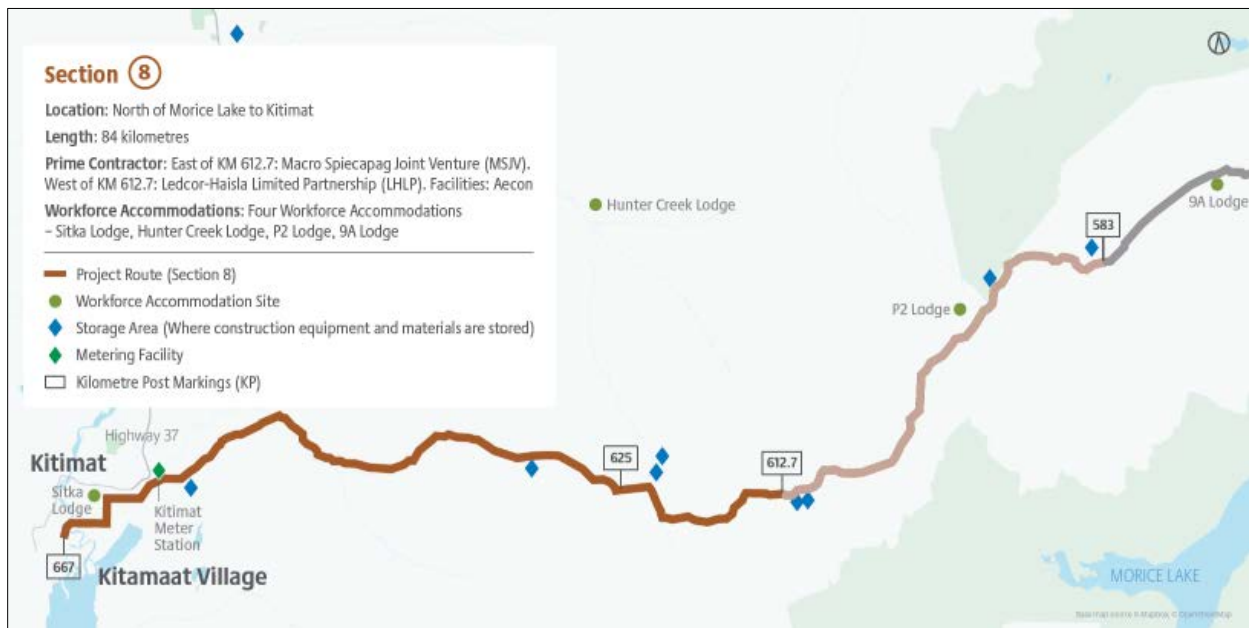 Section 8
Location: North of Morice Lake to Kitimat
Length: 84 kilometres
Prime Contractor: East of KM 612.7: Macro Spiecapag Joint Venture (MSJV).
West of KM 612.7: Ledcor-Haisla Limited Partnership (LHLP). Facilities: Aecon
Workforce Accommodations: Four Workforce Accommodations
– Sitka Lodge, Hunter Creek Lodge, P2 Lodge, 9A Lodge
Project Route (Section 8)
Workforce Accommodation Site
Storage Area (Where construction equipment and materials are stored)
Metering Facility
Kilometre Post Markings (KP)
Hunter Creek Lodge
9A Lodge
583
P2 Lodge
Highway 37
625
612.7
Kitimat
Sitka
Lodge
Kitimat
Meter
Station
667
Kitamaat Village
MORICE LAKE